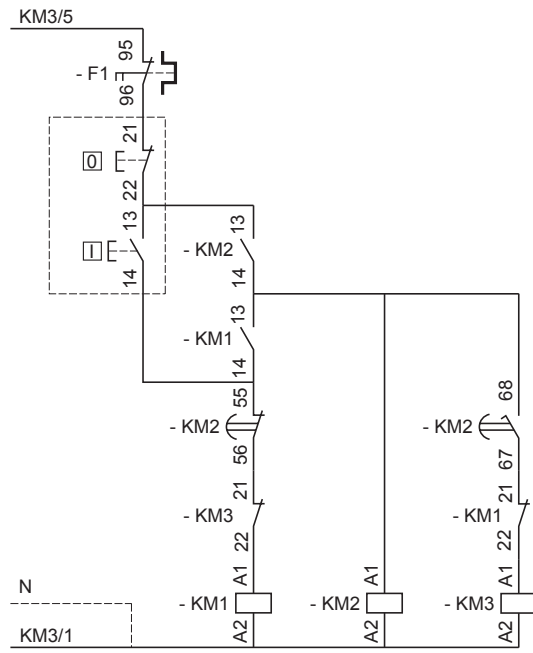 KM3/5
95
- F1
96
21
0
22
13
13
I
- KM2
14
14
13
- KM1
14
55
68
- KM2
- KM2
56
67
21
21
- KM3
- KM1
22
22
N
A1
A1
A1
- KM1
- KM2
- KM3
KM3/1
A2
A2
A2